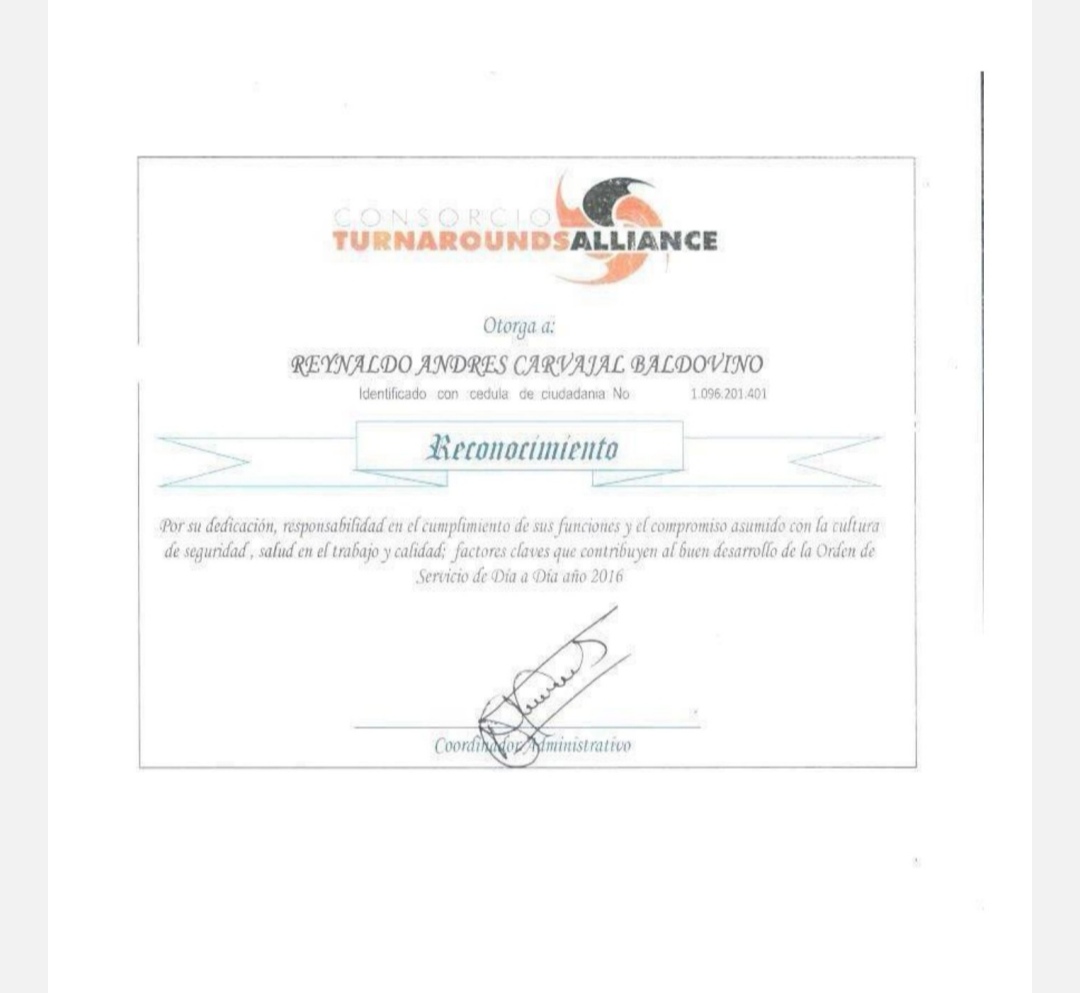 CONSORCIO
TURNAROUNDSALLIANCE
Otorga a:
REYNALDO ANDRES CARVAJAL BALDOVINO
Identificado con cedula de ciudadania No 1.096.201.401
Reconocimiento
Por su dedicación, responsabilidad en el cumplimiento de sus funciones y el compromiso asumido con la cultura
de seguridad , salud en el trabajo y calidad; factores claves que contribuyen al buen desarrollo de la Orden de
Servicio de Día a Día año 2016
Coordinador Administrativo